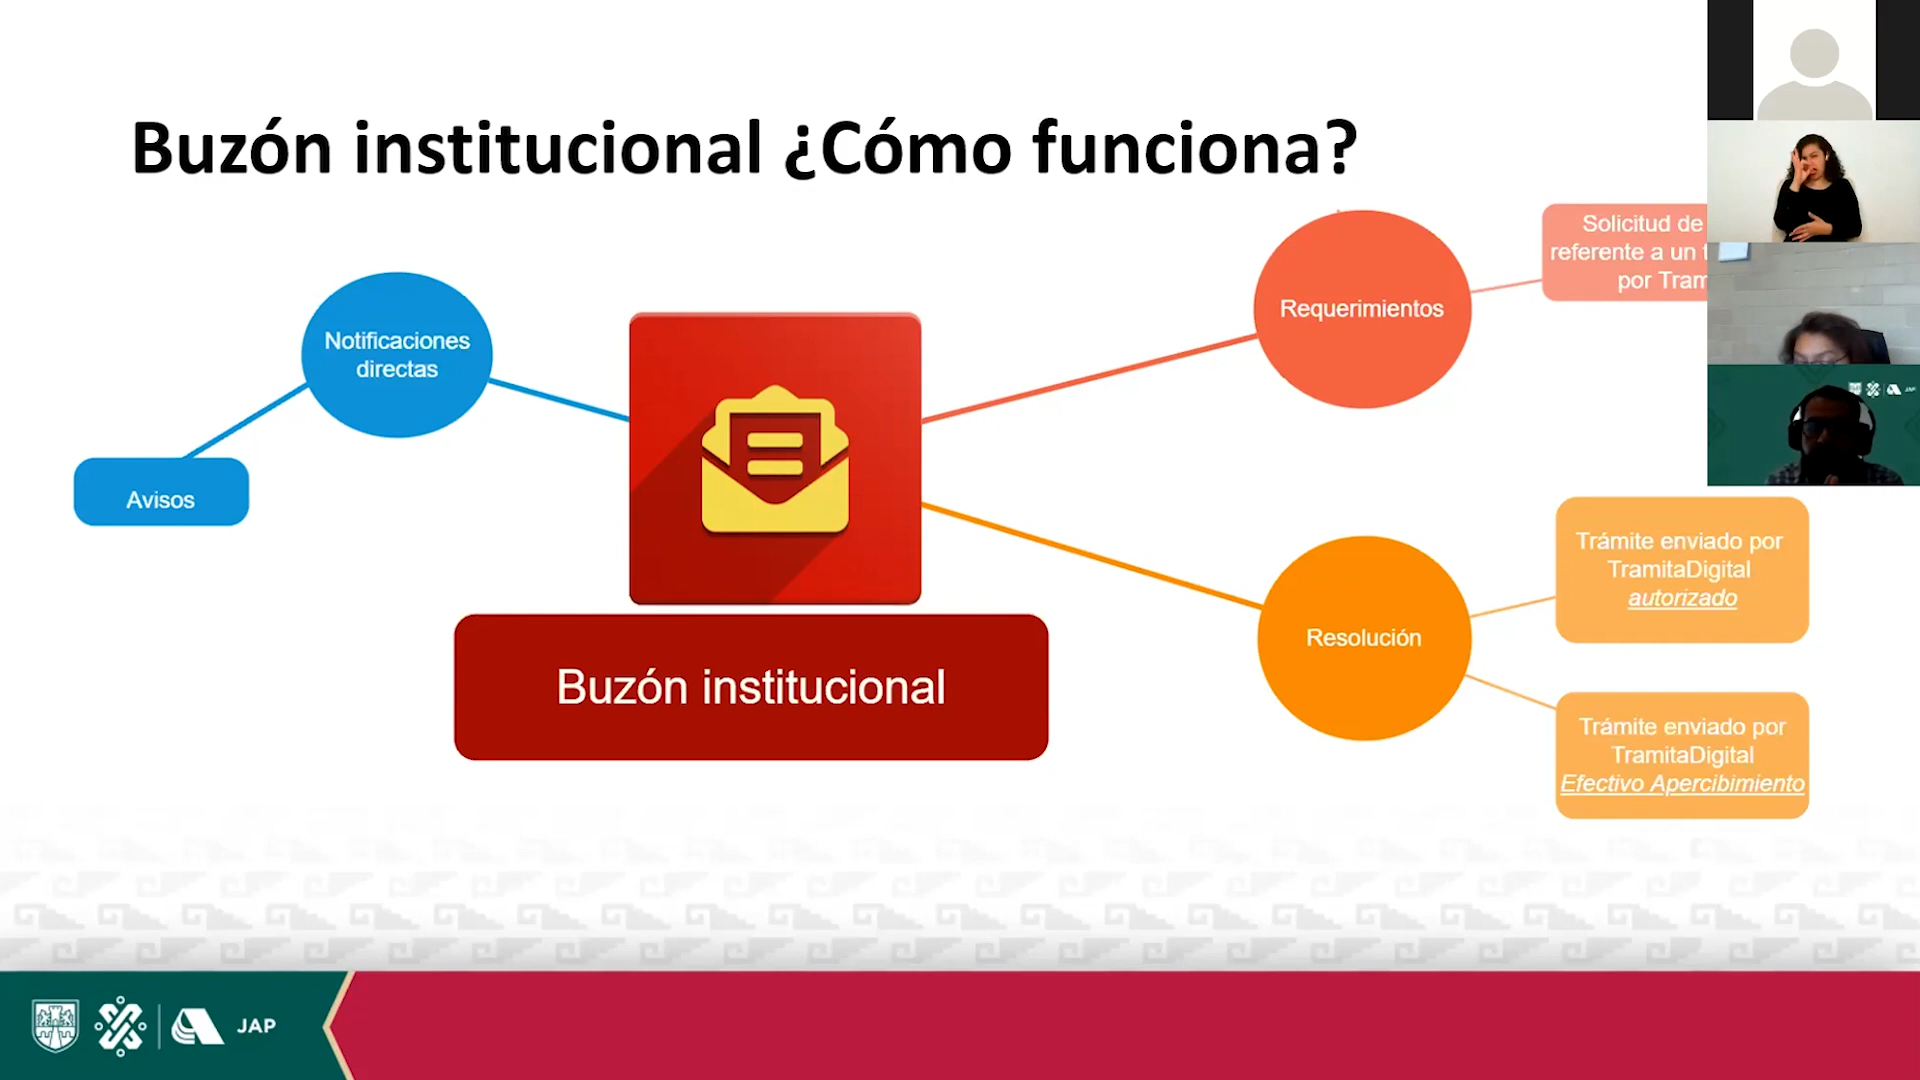 Buzón institucional ¿Cómo funciona?
Notificaciones
directas
Avisos
Buzón institucional
Requerimientos
Solicitud de
referente a un
por
Resolución
Trámite enviado por
TramitaDigital
autorizado
Trámite enviado por
TramitaDigital
Efectivo Apercibimiento
JAP